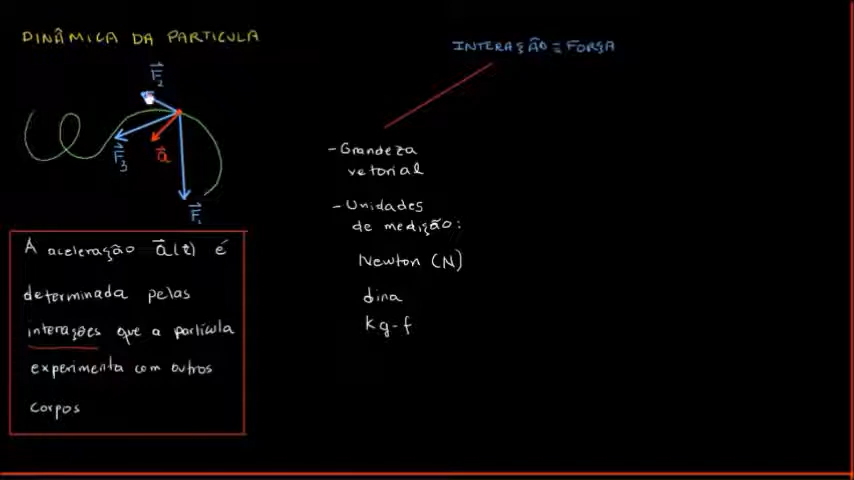 DINÂMICA DA PARTICULA
INTERAÇÃO = FORÇA
F₂
F₃
a
F₁
- Grandeza
vetorial
- Unidades
de medição:
Newton (N)
dina
kg-f
A aceleração a(t) é
determinada pelas
interações que a partícula
experimenta com outros
corpos